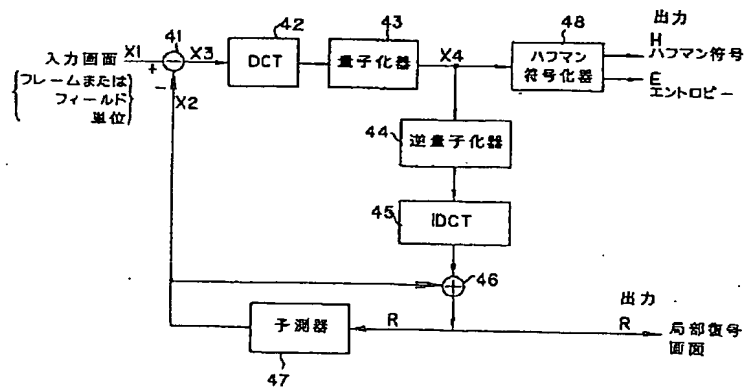 入力画面
フレームまたは
フィールド
単位
X1
+
41
−
X3
−
X2
42
DCT
43
量子化器
X4
48
ハフマン
符号化器
出力
H
ハフマン符号
E
エントロピー
44
逆量子化器
45
IDCT
46
+
予測器
47
R
出力
R
局部復号
画面